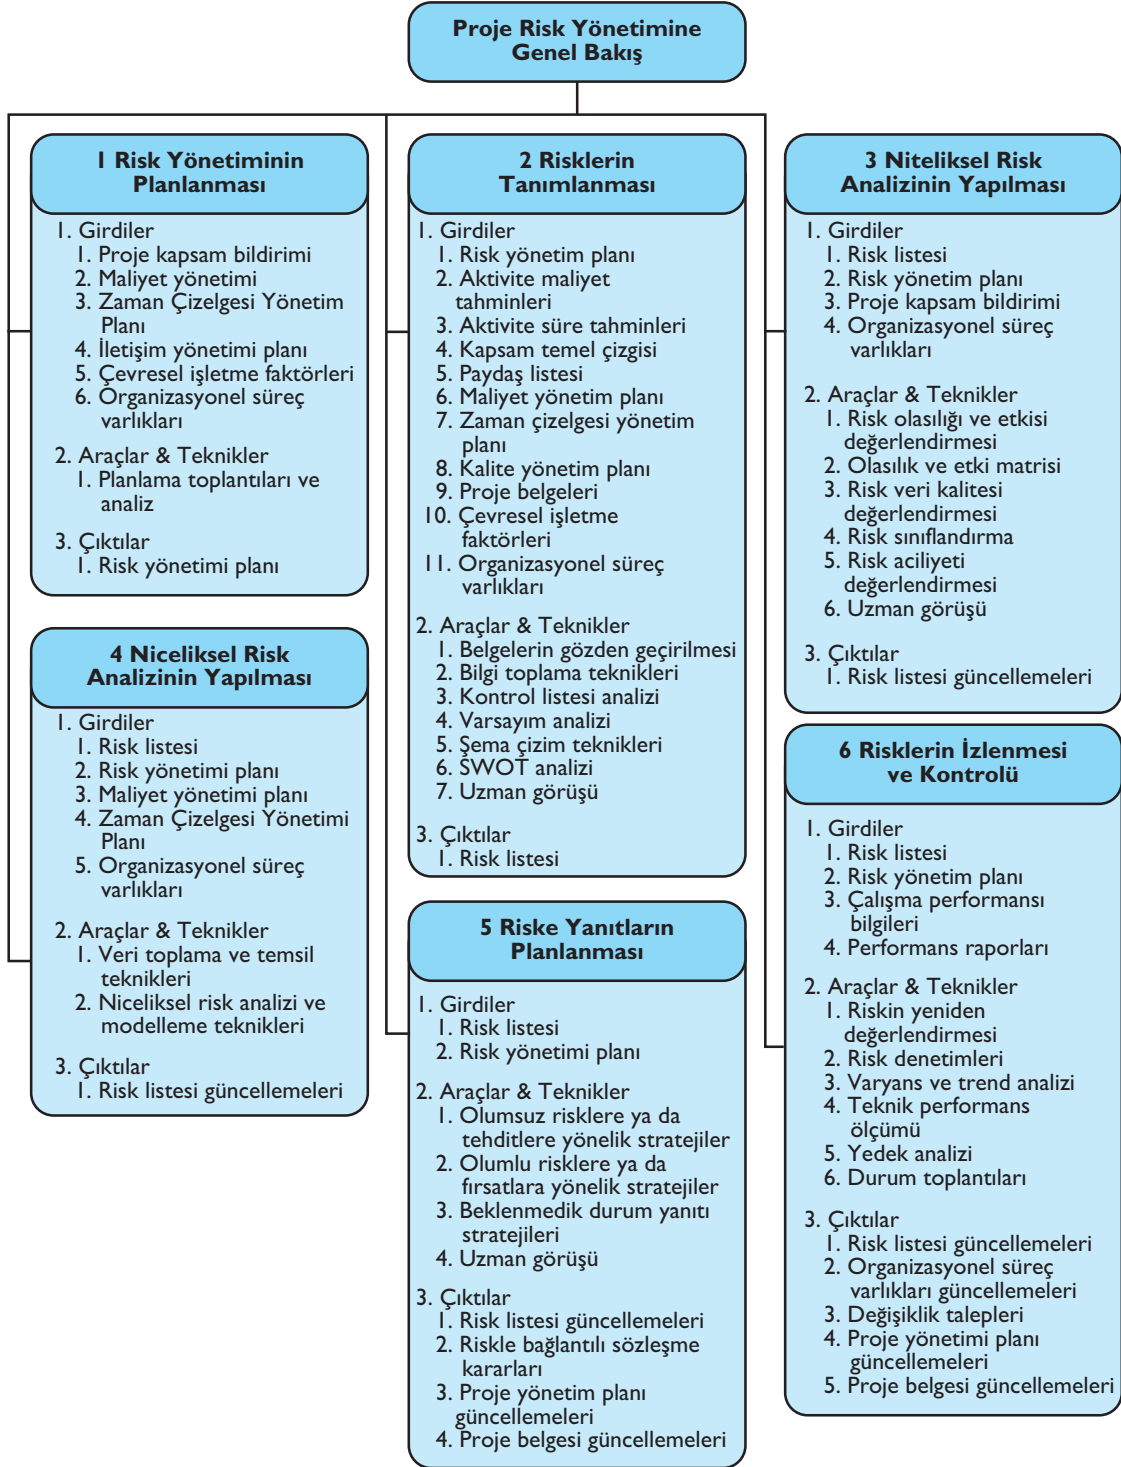 Proje Risk Yönetimine
Genel Bakış
1 Risk Yönetiminin
Planlanması
1. Girdiler
1. Proje kapsam bildirimi
2. Maliyet yönetimi
3. Zaman Çizelgesi Yönetim
Planı
4. İletişim yönetimi planı
5. Çevresel işletme faktörleri
6. Organizasyonel süreç
varlıkları
2. Araçlar & Teknikler
1. Planlama toplantıları ve
analiz
3. Çıktılar
1. Risk yönetimi planı
2 Risklerin
Tanımlanması
1. Girdiler
1. Risk yönetim planı
2. Aktivite maliyet
tahminleri
3. Aktivite süre tahminleri
4. Kapsam temel çizgisi
5. Paydaş listesi
6. Maliyet yönetim planı
7. Zaman çizelgesi yönetim
planı
8. Kalite yönetim planı
9. Proje belgeleri
10. Çevresel işletme
faktörleri
11. Organizasyonel süreç
varlıkları
2. Araçlar & Teknikler
1. Belgelerin gözden geçirilmesi
2. Bilgi toplama teknikleri
3. Kontrol listesi analizi
4. Varsayım analizi
5. Şema çizim teknikleri
6. SWOT analizi
7. Uzman görüşü
3. Çıktılar
1. Risk listesi
3 Niteliksel Risk
Analizinin Yapılması
1. Girdiler
1. Risk listesi
2. Risk yönetim planı
3. Proje kapsam bildirimi
4. Organizasyonel süreç
varlıkları
2. Araçlar & Teknikler
1. Risk olasılığı ve etkisi
değerlendirmesi
2. Olasılık ve etki matrisi
3. Risk veri kalitesi
değerlendirmesi
4. Risk sınıflandırma
5. Risk aciliyeti
değerlendirmesi
6. Uzman görüşü
3. Çıktılar
1. Risk listesi güncellemeleri
4 Niceliksel Risk
Analizinin Yapılması
1. Girdiler
1. Risk listesi
2. Risk yönetimi planı
3. Maliyet yönetimi planı
4. Zaman Çizelgesi Yönetimi
Planı
5. Organizasyonel süreç
varlıkları
2. Araçlar & Teknikler
1. Veri toplama ve temsil
teknikleri
2. Niceliksel risk analizi ve
modelleme teknikleri
3. Çıktılar
1. Risk listesi güncellemeleri
5 Riske Yanıtların
Planlanması
1. Girdiler
1. Risk listesi
2. Risk yönetimi planı
2. Araçlar & Teknikler
1. Olumsuz risklere ya da
tehditlere yönelik stratejiler
2. Olumlu risklere ya da
fırsatlara yönelik stratejiler
3. Beklenmedik durum yanıtı
stratejileri
4. Uzman görüşü
3. Çıktılar
1. Risk listesi güncellemeleri
2. Riskle bağlantılı sözleşme
kararları
3. Proje yönetim planı
güncellemeleri
4. Proje belgesi güncellemeleri
6 Risklerin İzlenmesi
ve Kontrolü
1. Girdiler
1. Risk listesi
2. Risk yönetim planı
3. Çalışma performansı
bilgileri
4. Performans raporları
2. Araçlar & Teknikler
1. Riskin yeniden
değerlendirmesi
2. Risk denetimleri
3. Varyans ve trend analizi
4. Teknik performans
ölçümü
5. Yedek analizi
6. Durum toplantıları
3. Çıktılar
1. Risk listesi güncellemeleri
2. Organizasyonel süreç
varlıkları güncellemeleri
3. Değişiklik talepleri
4. Proje yönetimi planı
güncellemeleri
5. Proje belgesi güncellemeleri